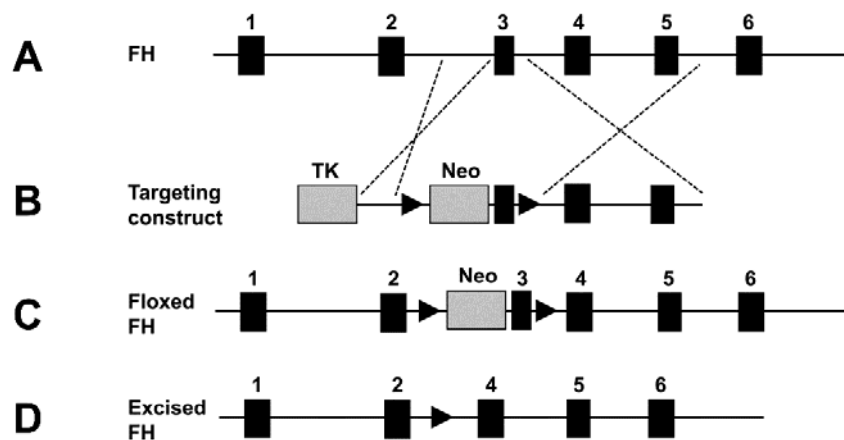 1 2 3 4 5 6
A FH
TK Neo
B Targeting
construct
1 2 Neo 3 4 5 6
C Floxed
FH
1 2 4 5 6
D Excised
FH